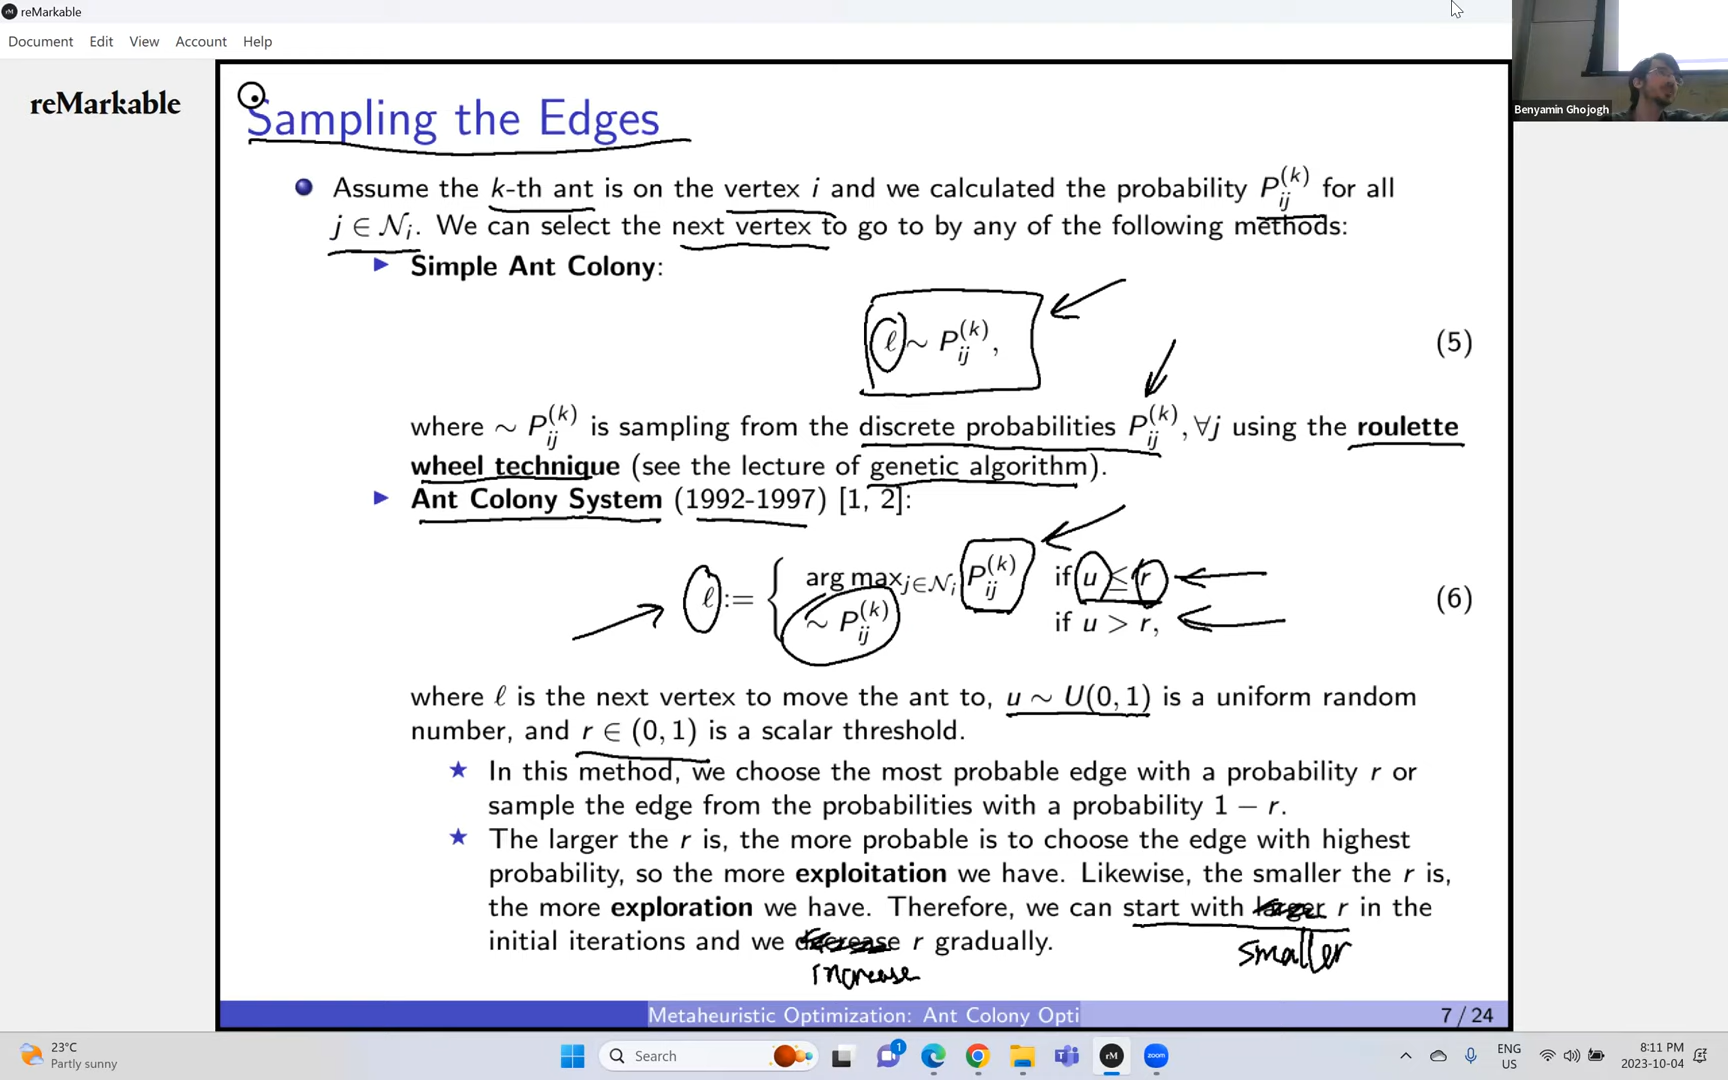 reMarkable
Document Edit View Account Help
reMarkable
Benyamin Ghojogh
Sampling the Edges
Assume the k-th ant is on the vertex i and we calculated the probability P_ij^(k) for all
j ∈ N_i. We can select the next vertex to go to by any of the following methods:
Simple Ant Colony:
ℓ ~ P_ij^(k), (5)
where ~ P_ij^(k) is sampling from the discrete probabilities P_ij^(k), ∀j using the roulette
wheel technique (see the lecture of genetic algorithm).
Ant Colony System (1992-1997) [1, 2]:
ℓ := { arg max_{j∈N_i} P_ij^(k) if u ≤ r
~ P_ij^(k) if u > r, (6)
where ℓ is the next vertex to move the ant to, u ~ U(0, 1) is a uniform random
number, and r ∈ (0, 1) is a scalar threshold.
In this method, we choose the most probable edge with a probability r or
sample the edge from the probabilities with a probability 1 − r.
The larger the r is, the more probable is to choose the edge with highest
probability, so the more exploitation we have. Likewise, the smaller the r is,
the more exploration we have. Therefore, we can start with larger r in the
smaller
initial iterations and we decrease r gradually.
increase
Metaheuristic Optimization: Ant Colony Opti 7 / 24
23°C
Partly sunny
Search
1
rM
zoom
ENG
US
8:11 PM
2023-10-04